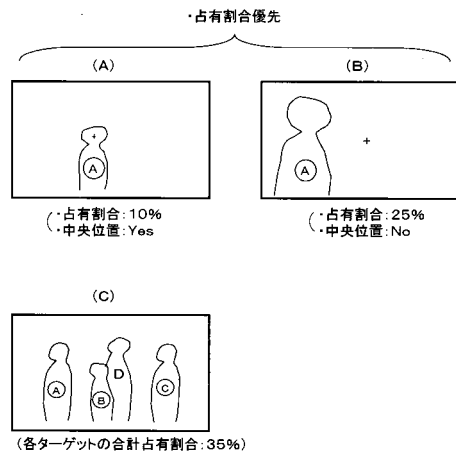 ・占有割合優先
(A)
(B)
+
A
+
A
・占有割合:10%
・中央位置:Yes
・占有割合:25%
・中央位置:No
(C)
A
B
D
C
(各ターゲットの合計占有割合:35%)